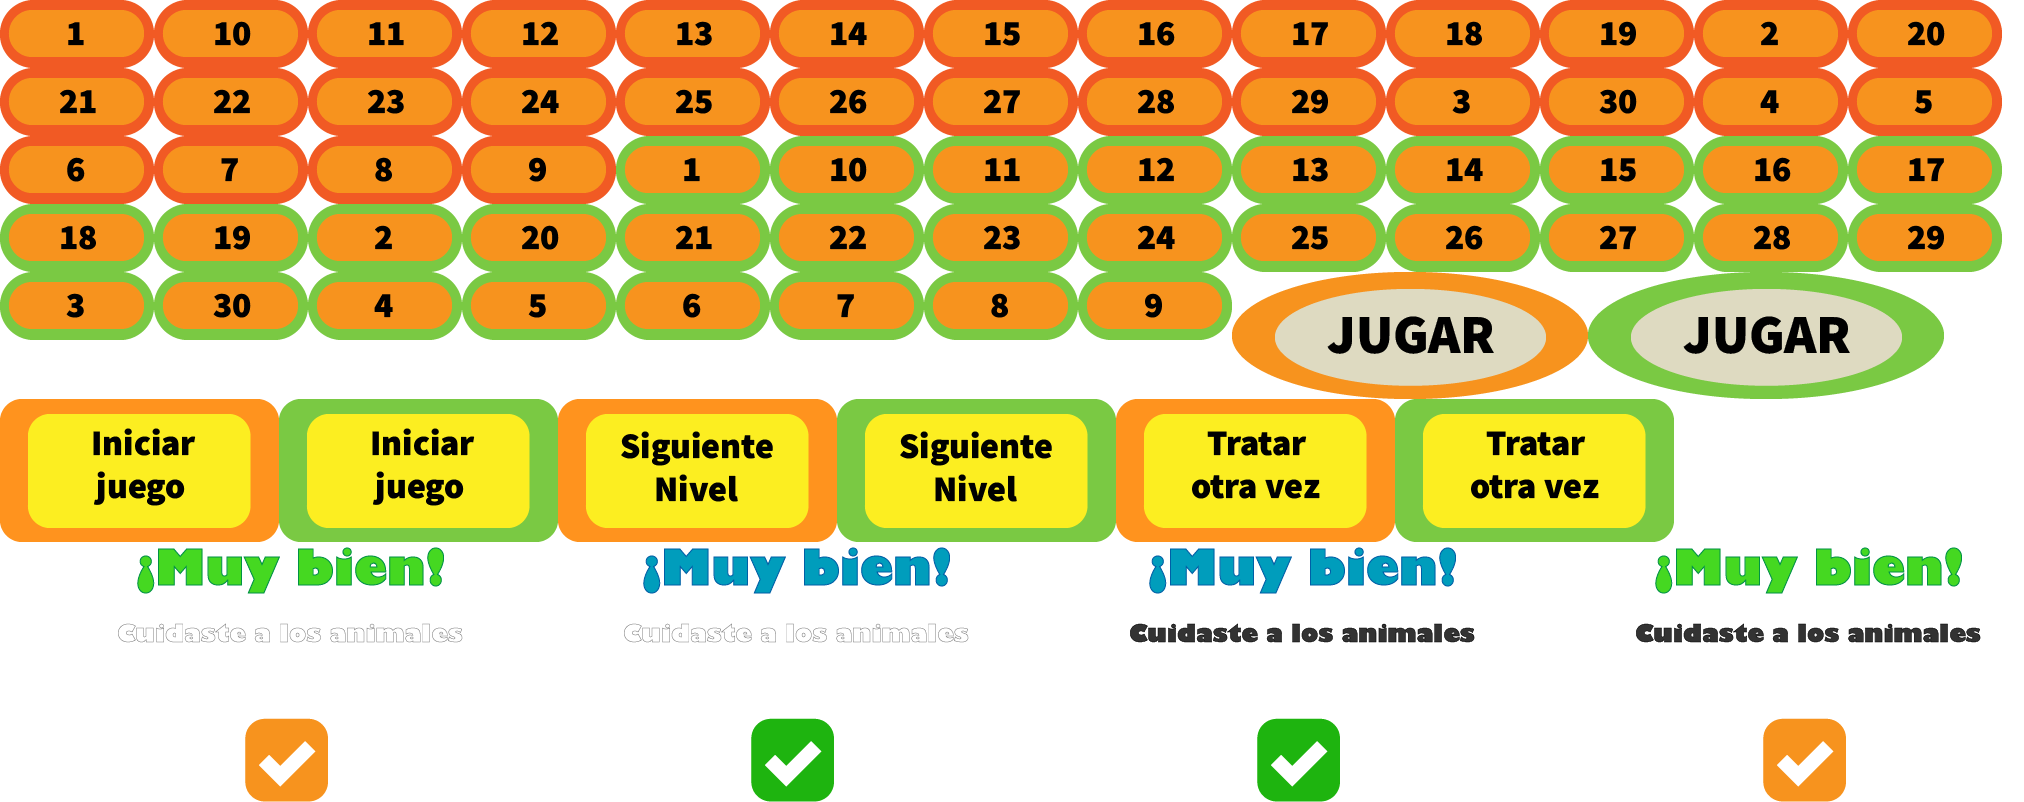 1 10 11 12 13 14 15 16 17 18 19 2 20
21 22 23 24 25 26 27 28 29 3 30 4 5
6 7 8 9 1 10 11 12 13 14 15 16 17
18 19 2 20 21 22 23 24 25 26 27 28 29
3 30 4 5 6 7 8 9 JUGAR JUGAR
Iniciar
juego
Iniciar
juego
Siguiente
Nivel
Siguiente
Nivel
Tratar
otra vez
Tratar
otra vez
¡Muy bien!
Cuidaste a los animales
¡Muy bien!
Cuidaste a los animales
¡Muy bien!
Cuidaste a los animales
¡Muy bien!
Cuidaste a los animales